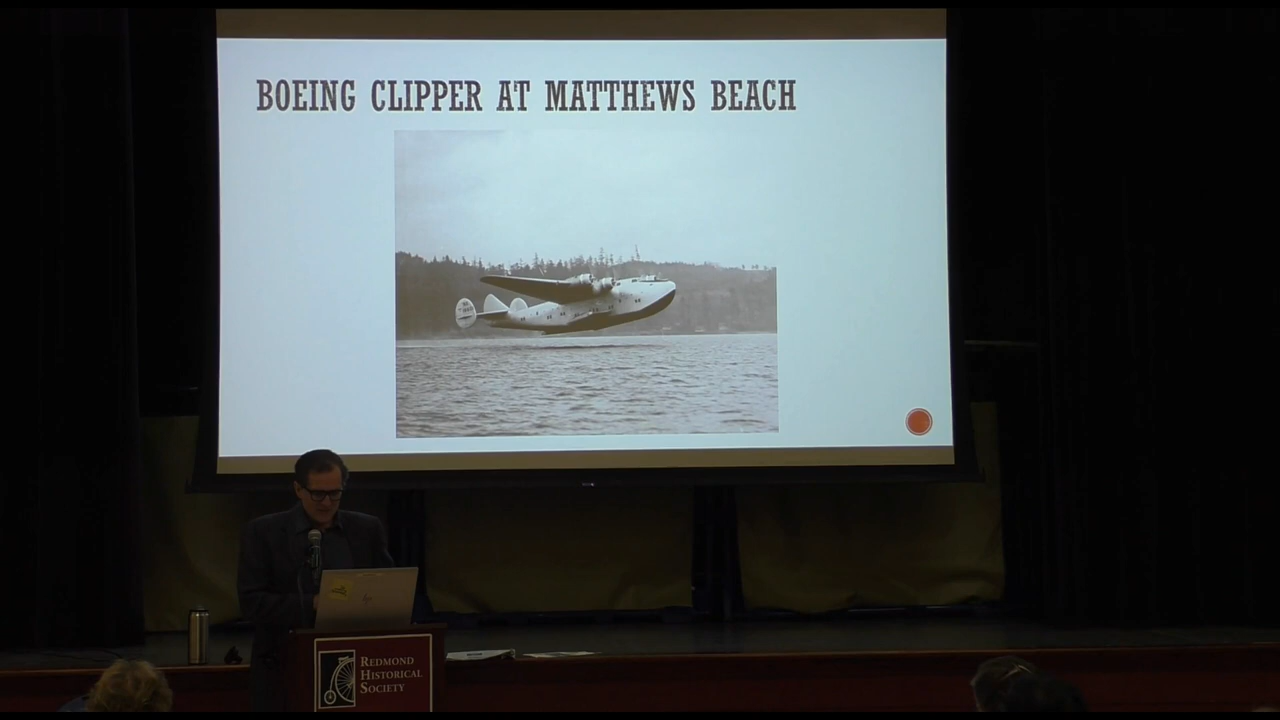 BOEING CLIPPER AT MATTHEWS BEACH
REDMOND
HISTORICAL
SOCIETY